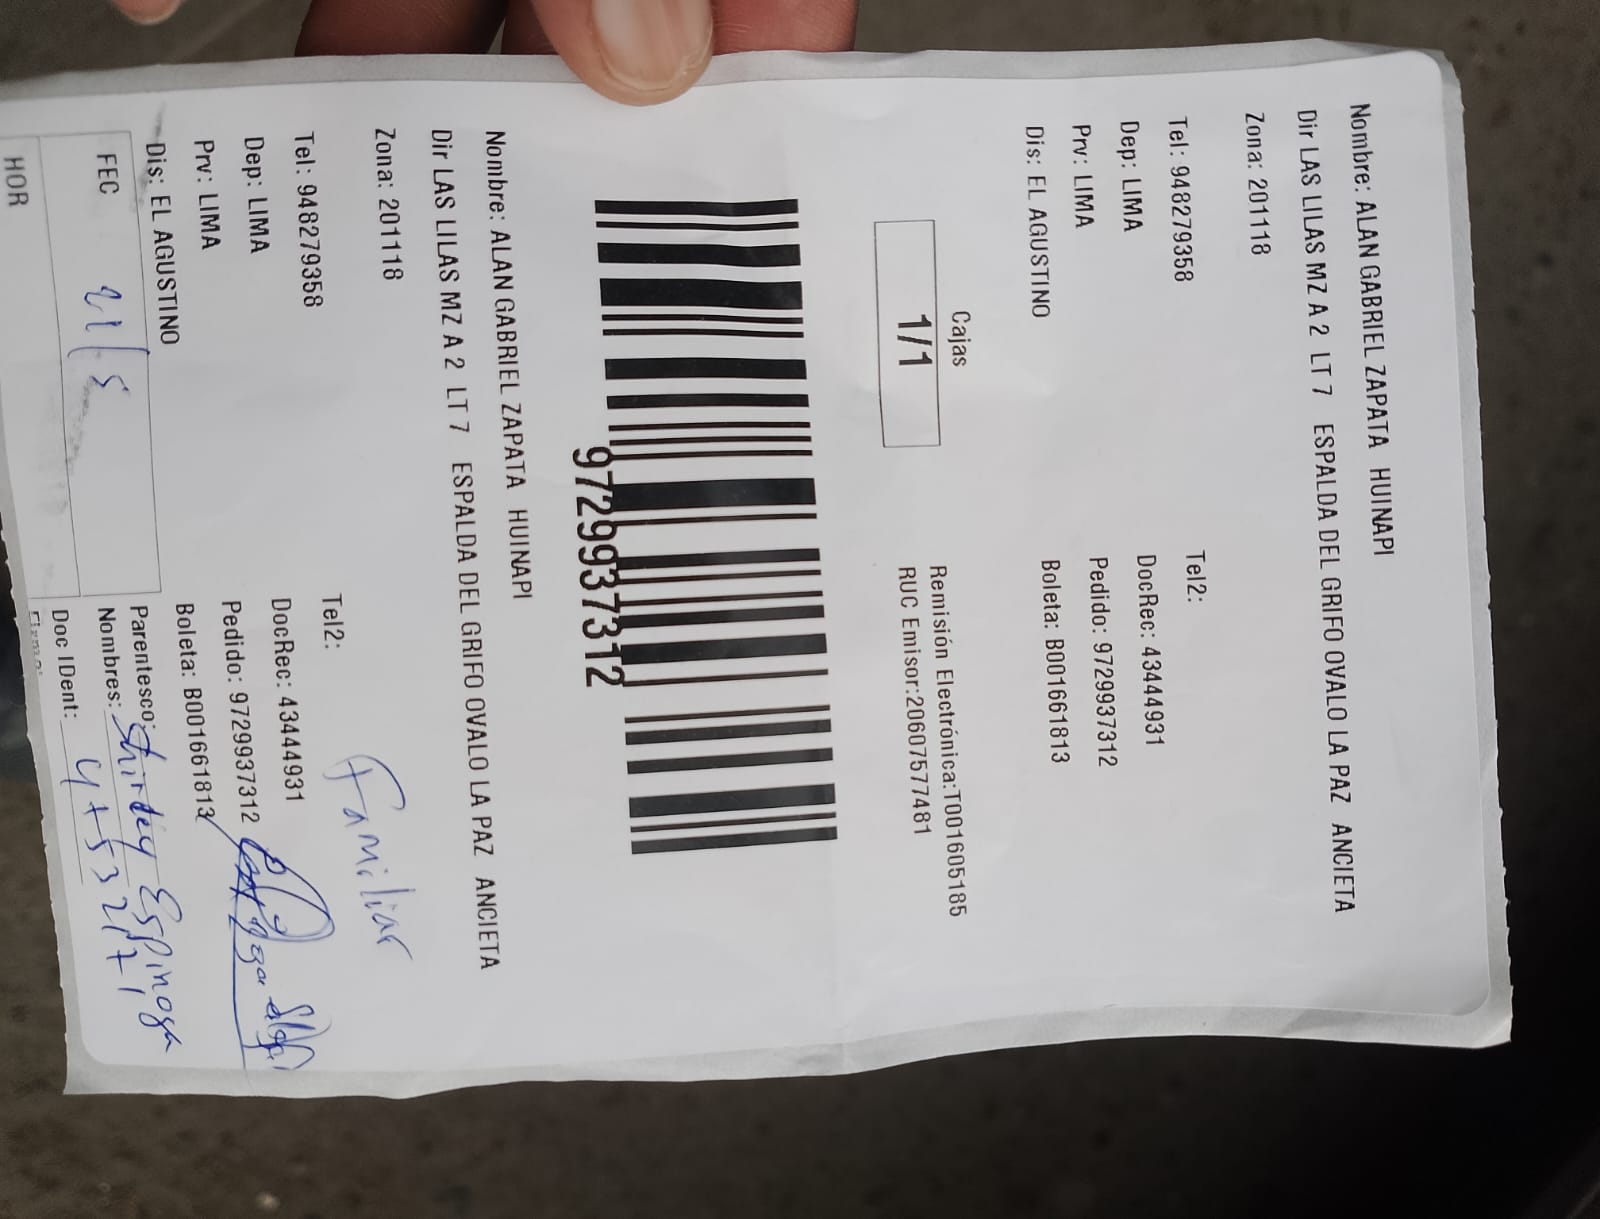 Nombre: ALAN GABRIEL ZAPATA HUINAPI
Dir LAS LILAS MZ A 2 LT 7 ESPALDA DEL GRIFO OVALO LA PAZ ANCIETA
Zona: 201118
Tel: 948279358 Tel2:
Dep: LIMA DocRec: 43444931
Prv: LIMA Pedido: 9729937312
Dis: EL AGUSTINO Boleta: B001661813
Cajas Remisión Electrónica:T001605185
1/1 RUC Emisor:20607577481
9729937312
Nombre: ALAN GABRIEL ZAPATA HUINAPI
Dir LAS LILAS MZ A 2 LT 7 ESPALDA DEL GRIFO OVALO LA PAZ ANCIETA
Zona: 201118
Familiar
Tel: 948279358 Tel2:
Dep: LIMA DocRec: 43444931
Prv: LIMA Pedido: 9729937312
Dis: EL AGUSTINO Boleta: B001661813
Parentesco:
FEC 21/5 Nombres: Espinoza
HOR Doc IDent:
Firma: